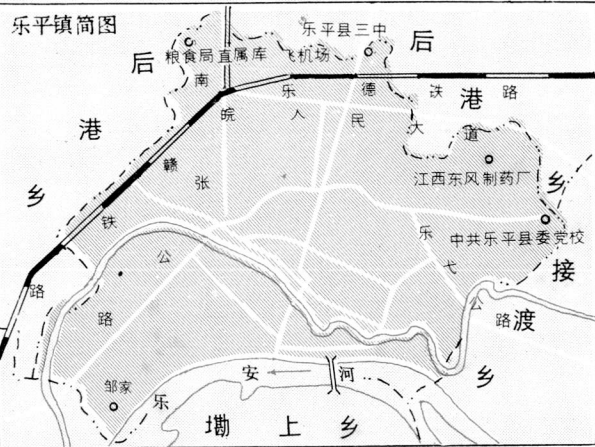 乐平镇简图
乐平县三中
粮食局直属库
飞机场
后港乡
后港乡
乐德铁路
皖赣铁路
人民大道
南张公路
江西东风制药厂
中共乐平县委党校
乐弋公路
接渡乡
邹家
乐安河
墈上乡